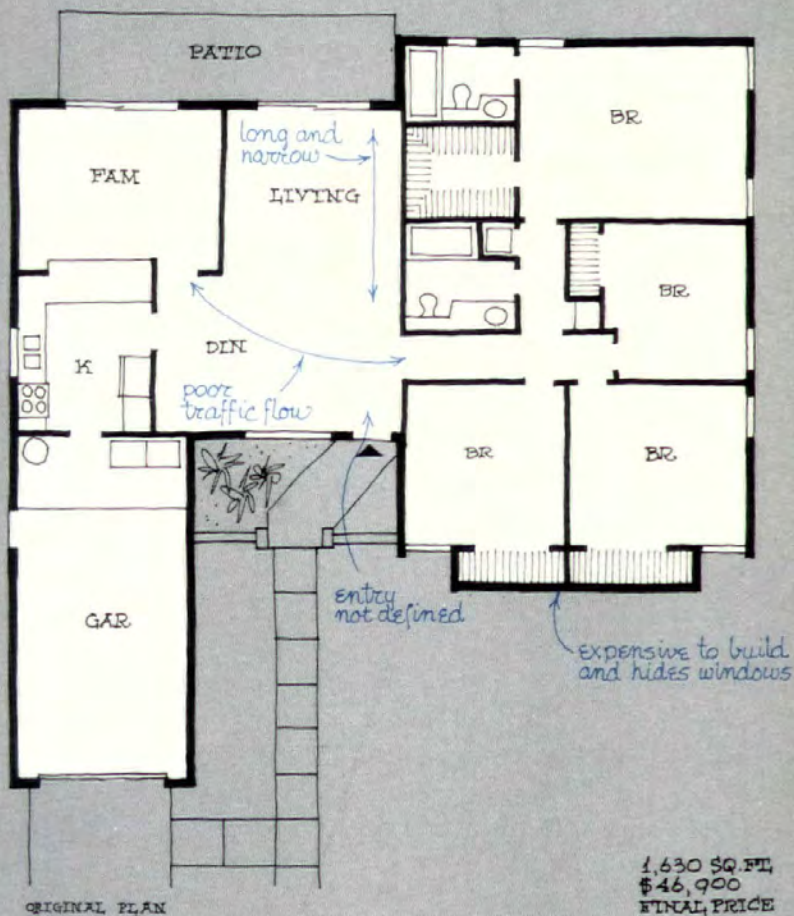 PATIO
BR
long and
narrow
FAM
LIVING
BR
K
DIN
poor
traffic flow
BR
BR
entry
not defined
GAR
expensive to build
and hides windows
1,630 SQ.FT.
$46,900
FINAL PRICE
ORIGINAL PLAN